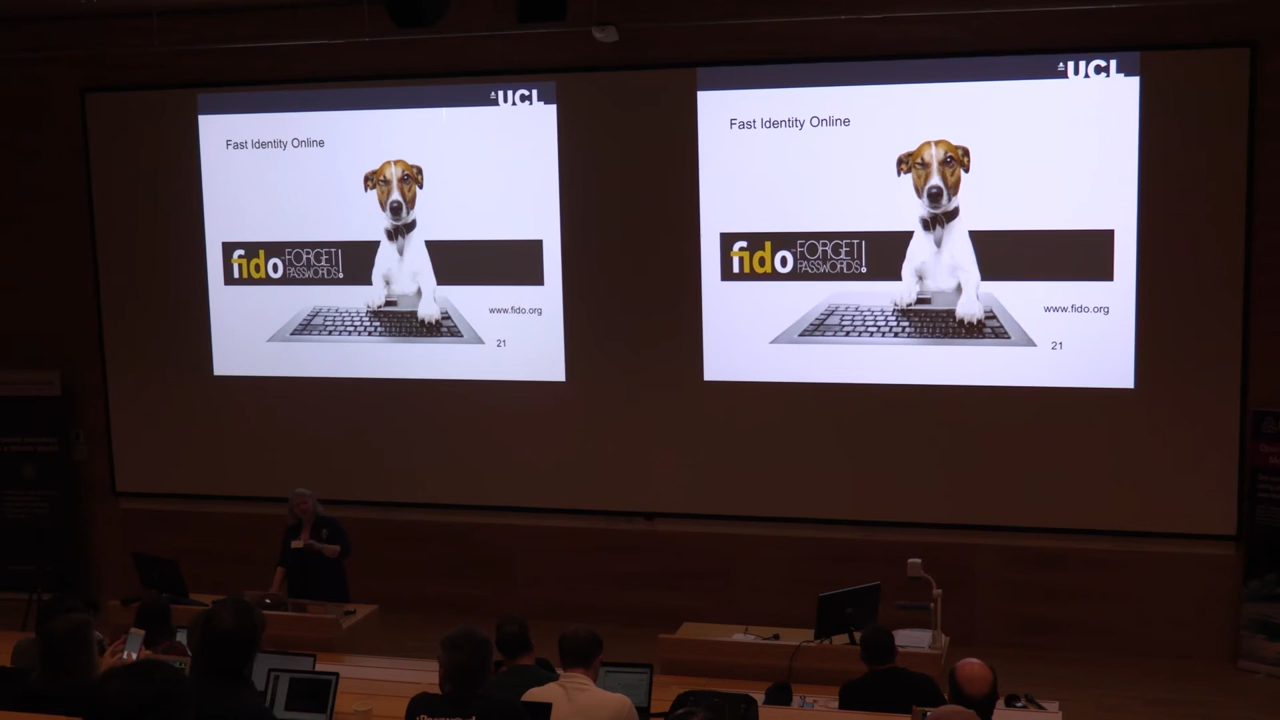 UCL
Fast Identity Online
fido FORGET
PASSWORDS!
www.fido.org
21
UCL
Fast Identity Online
fido FORGET
PASSWORDS!
www.fido.org
21